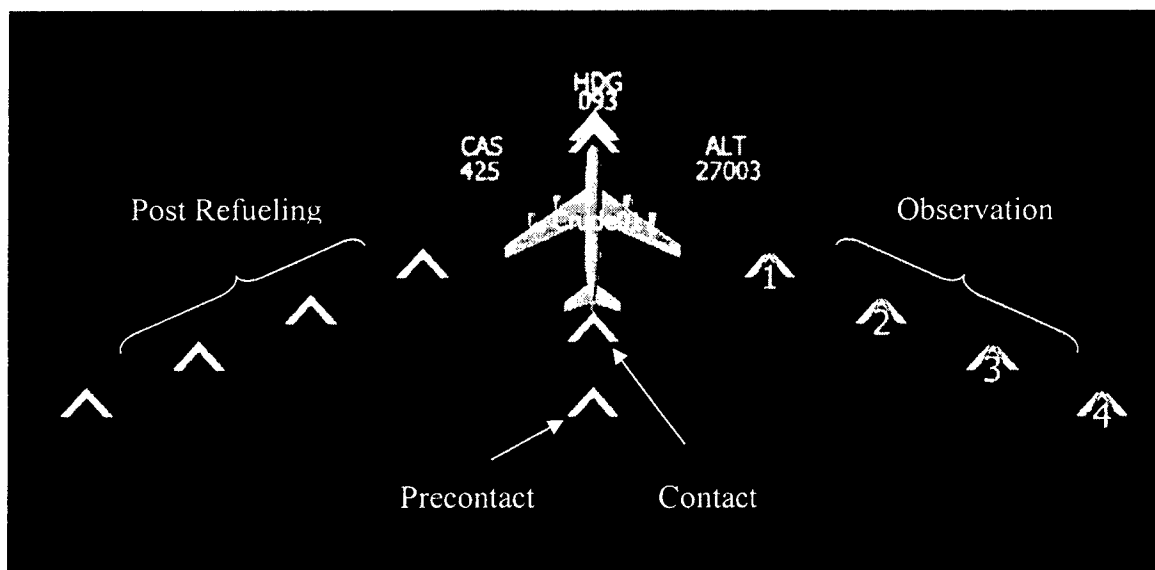 HDG
093
CAS
425
ALT
27003
Post Refueling
Observation
1
2
3
4
Precontact
Contact